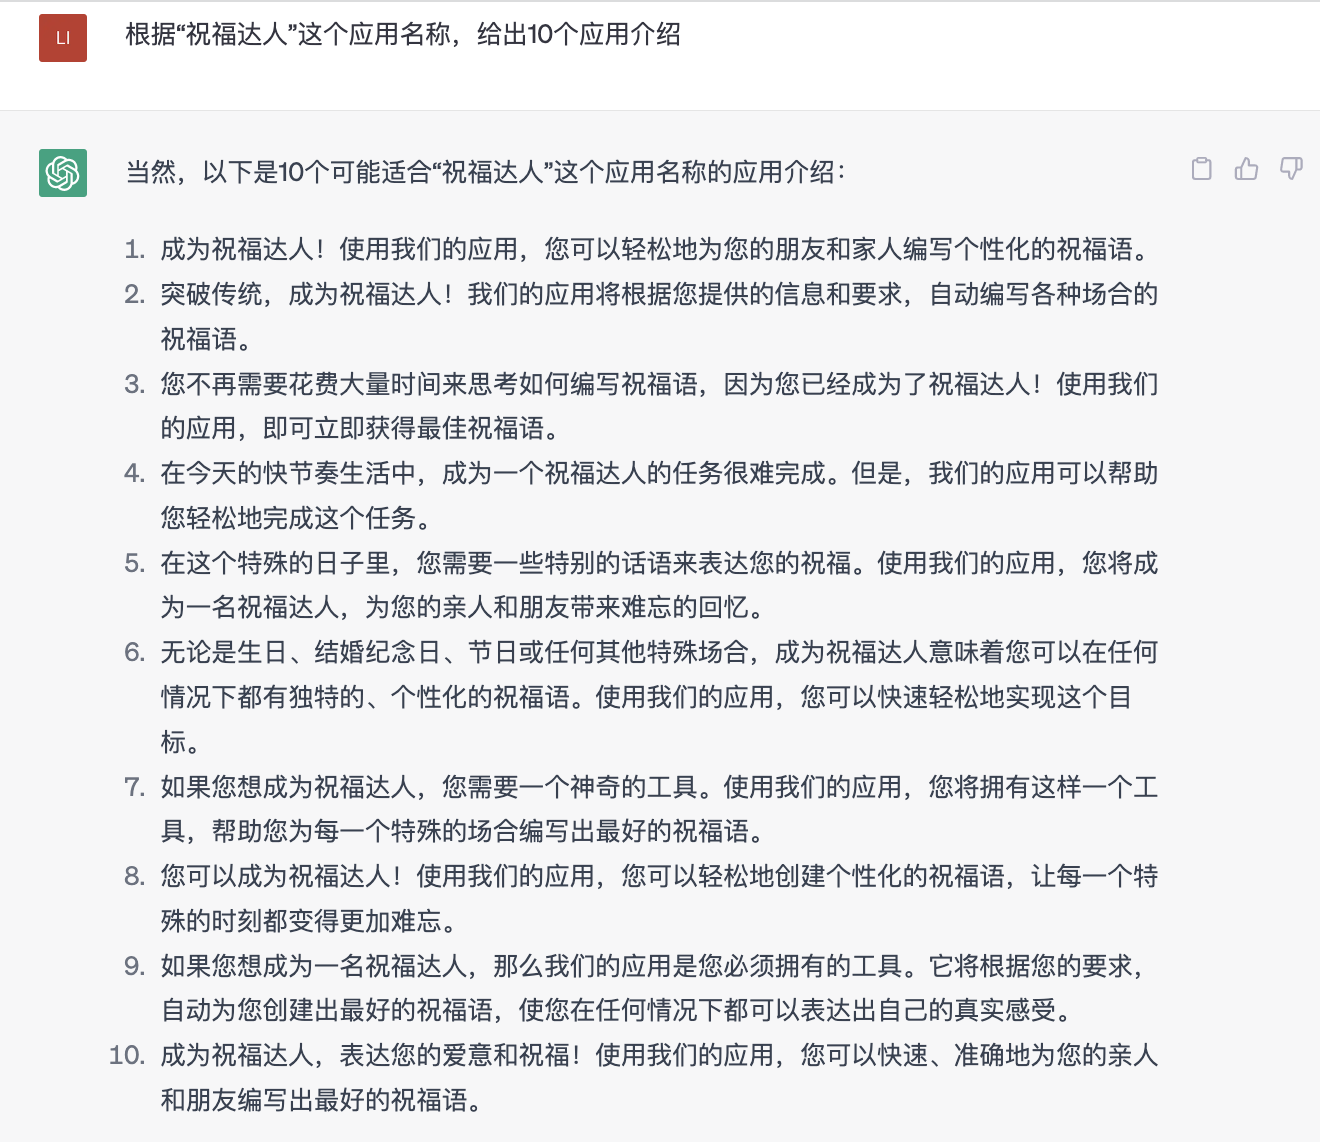 LI
根据“祝福达人”这个应用名称，给出10个应用介绍
当然，以下是10个可能适合“祝福达人”这个应用名称的应用介绍：
1. 成为祝福达人！使用我们的应用，您可以轻松地为您的朋友和家人编写个性化的祝福语。
2. 突破传统，成为祝福达人！我们的应用将根据您提供的信息和要求，自动编写各种场合的
祝福语。
3. 您不再需要花费大量时间来思考如何编写祝福语，因为您已经成为了祝福达人！使用我们
的应用，即可立即获得最佳祝福语。
4. 在今天的快节奏生活中，成为一个祝福达人的任务很难完成。但是，我们的应用可以帮助
您轻松地完成这个任务。
5. 在这个特殊的日子里，您需要一些特别的话语来表达您的祝福。使用我们的应用，您将成
为一名祝福达人，为您的亲人和朋友带来难忘的回忆。
6. 无论是生日、结婚纪念日、节日或任何其他特殊场合，成为祝福达人意味着您可以在任何
情况下都有独特的、个性化的祝福语。使用我们的应用，您可以快速轻松地实现这个目
标。
7. 如果您想成为祝福达人，您需要一个神奇的工具。使用我们的应用，您将拥有这样一个工
具，帮助您为每一个特殊的场合编写出最好的祝福语。
8. 您可以成为祝福达人！使用我们的应用，您可以轻松地创建个性化的祝福语，让每一个特
殊的时刻都变得更加难忘。
9. 如果您想成为一名祝福达人，那么我们的应用是您必须拥有的工具。它将根据您的要求，
自动为您创建出最好的祝福语，使您在任何情况下都可以表达出自己的真实感受。
10. 成为祝福达人，表达您的爱意和祝福！使用我们的应用，您可以快速、准确地为您的亲人
和朋友编写出最好的祝福语。